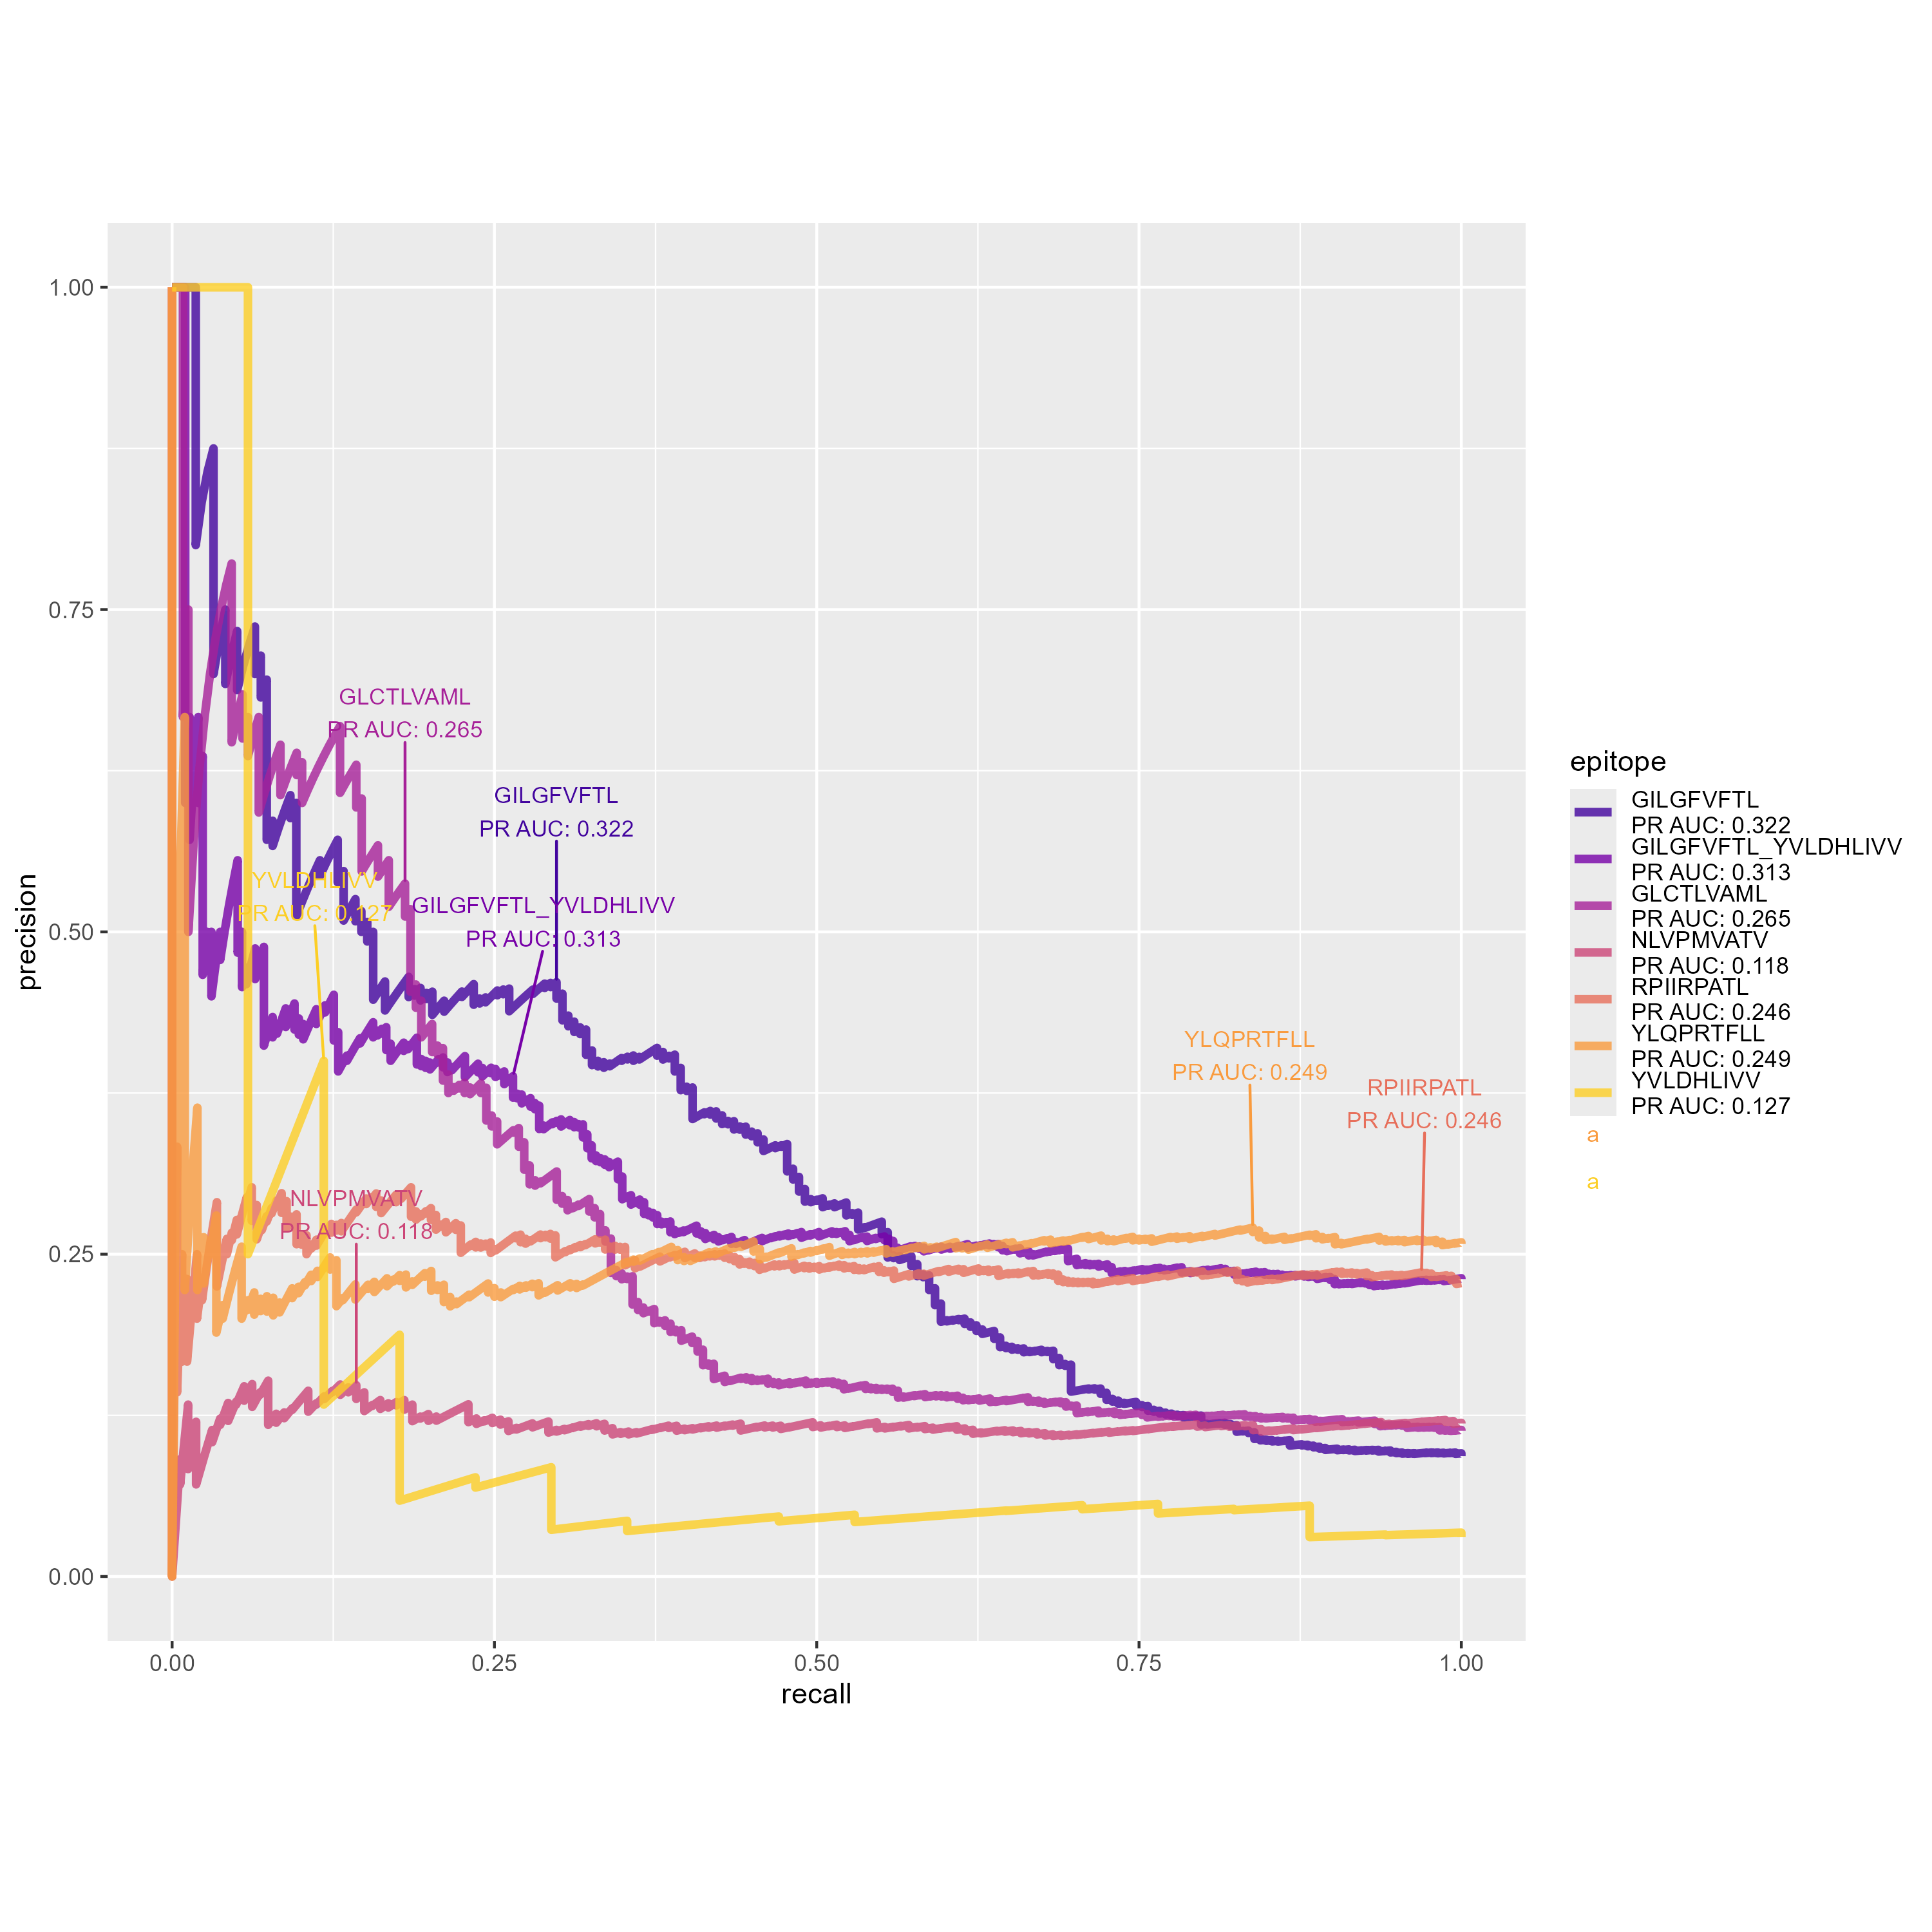 1.00
0.75
0.50
0.25
0.00
precision
0.00
0.25
0.50
0.75
1.00
recall
GLCTLVAML
PR AUC: 0.265
GILGFVFTL
PR AUC: 0.322
YVLDHLIVV
PR AUC: 0.127
GILGFVFTL_YVLDHLIVV
PR AUC: 0.313
YLQPRTFLL
PR AUC: 0.249
RPIIRPATL
PR AUC: 0.246
NLVPMVATV
PR AUC: 0.118
epitope
GILGFVFTL
PR AUC: 0.322
GILGFVFTL_YVLDHLIVV
PR AUC: 0.313
GLCTLVAML
PR AUC: 0.265
NLVPMVATV
PR AUC: 0.118
RPIIRPATL
PR AUC: 0.246
YLQPRTFLL
PR AUC: 0.249
YVLDHLIVV
PR AUC: 0.127
a
a